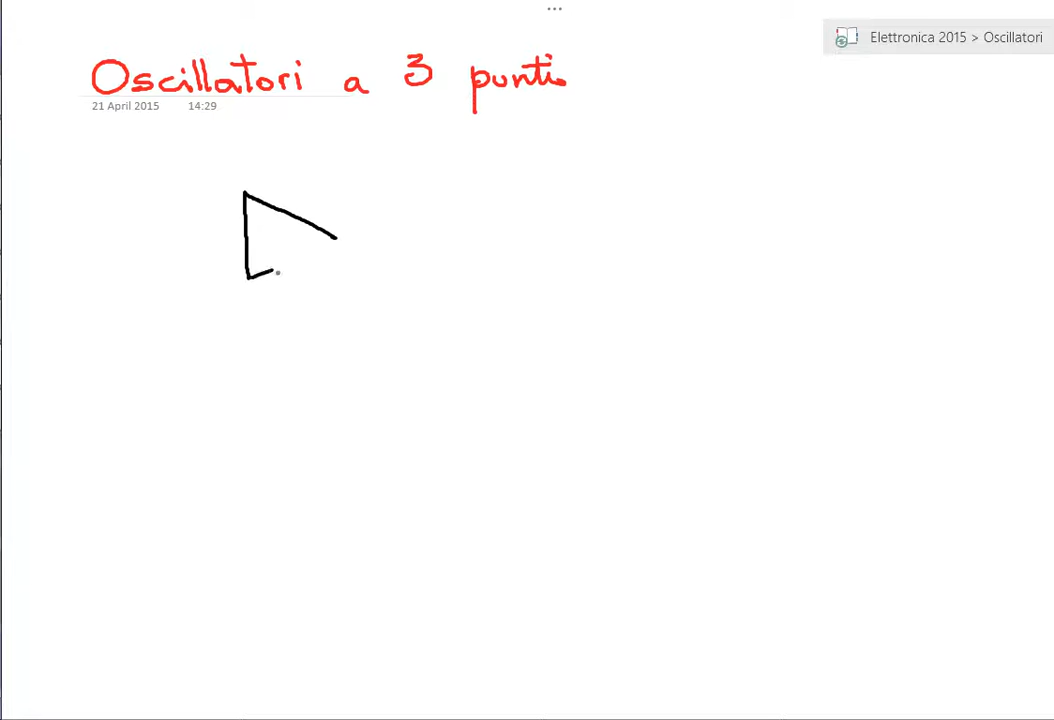 Elettronica 2015 > Oscillatori
Oscillatori a 3 punti
21 April 2015 14:29